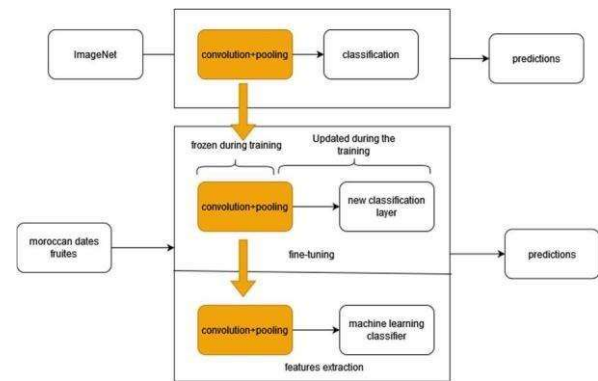 ImageNet
convolution+pooling
classification
predictions
frozen during training
Updated during the
training
convolution+pooling
new classification
layer
moroccan dates
fruites
fine-tuning
predictions
convolution+pooling
machine learning
classifier
features extraction